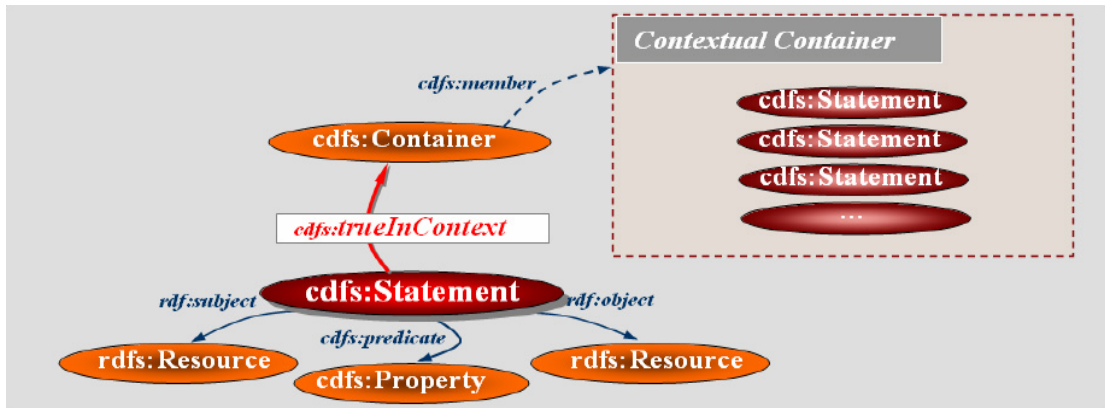 Contextual Container
cdfs:member
cdfs:Statement
cdfs:Container
cdfs:Statement
cdfs:Statement
...
cdfs:trueInContext
cdfs:Statement
rdf:subject
rdf:object
cdfs:predicate
rdfs:Resource
rdfs:Resource
cdfs:Property